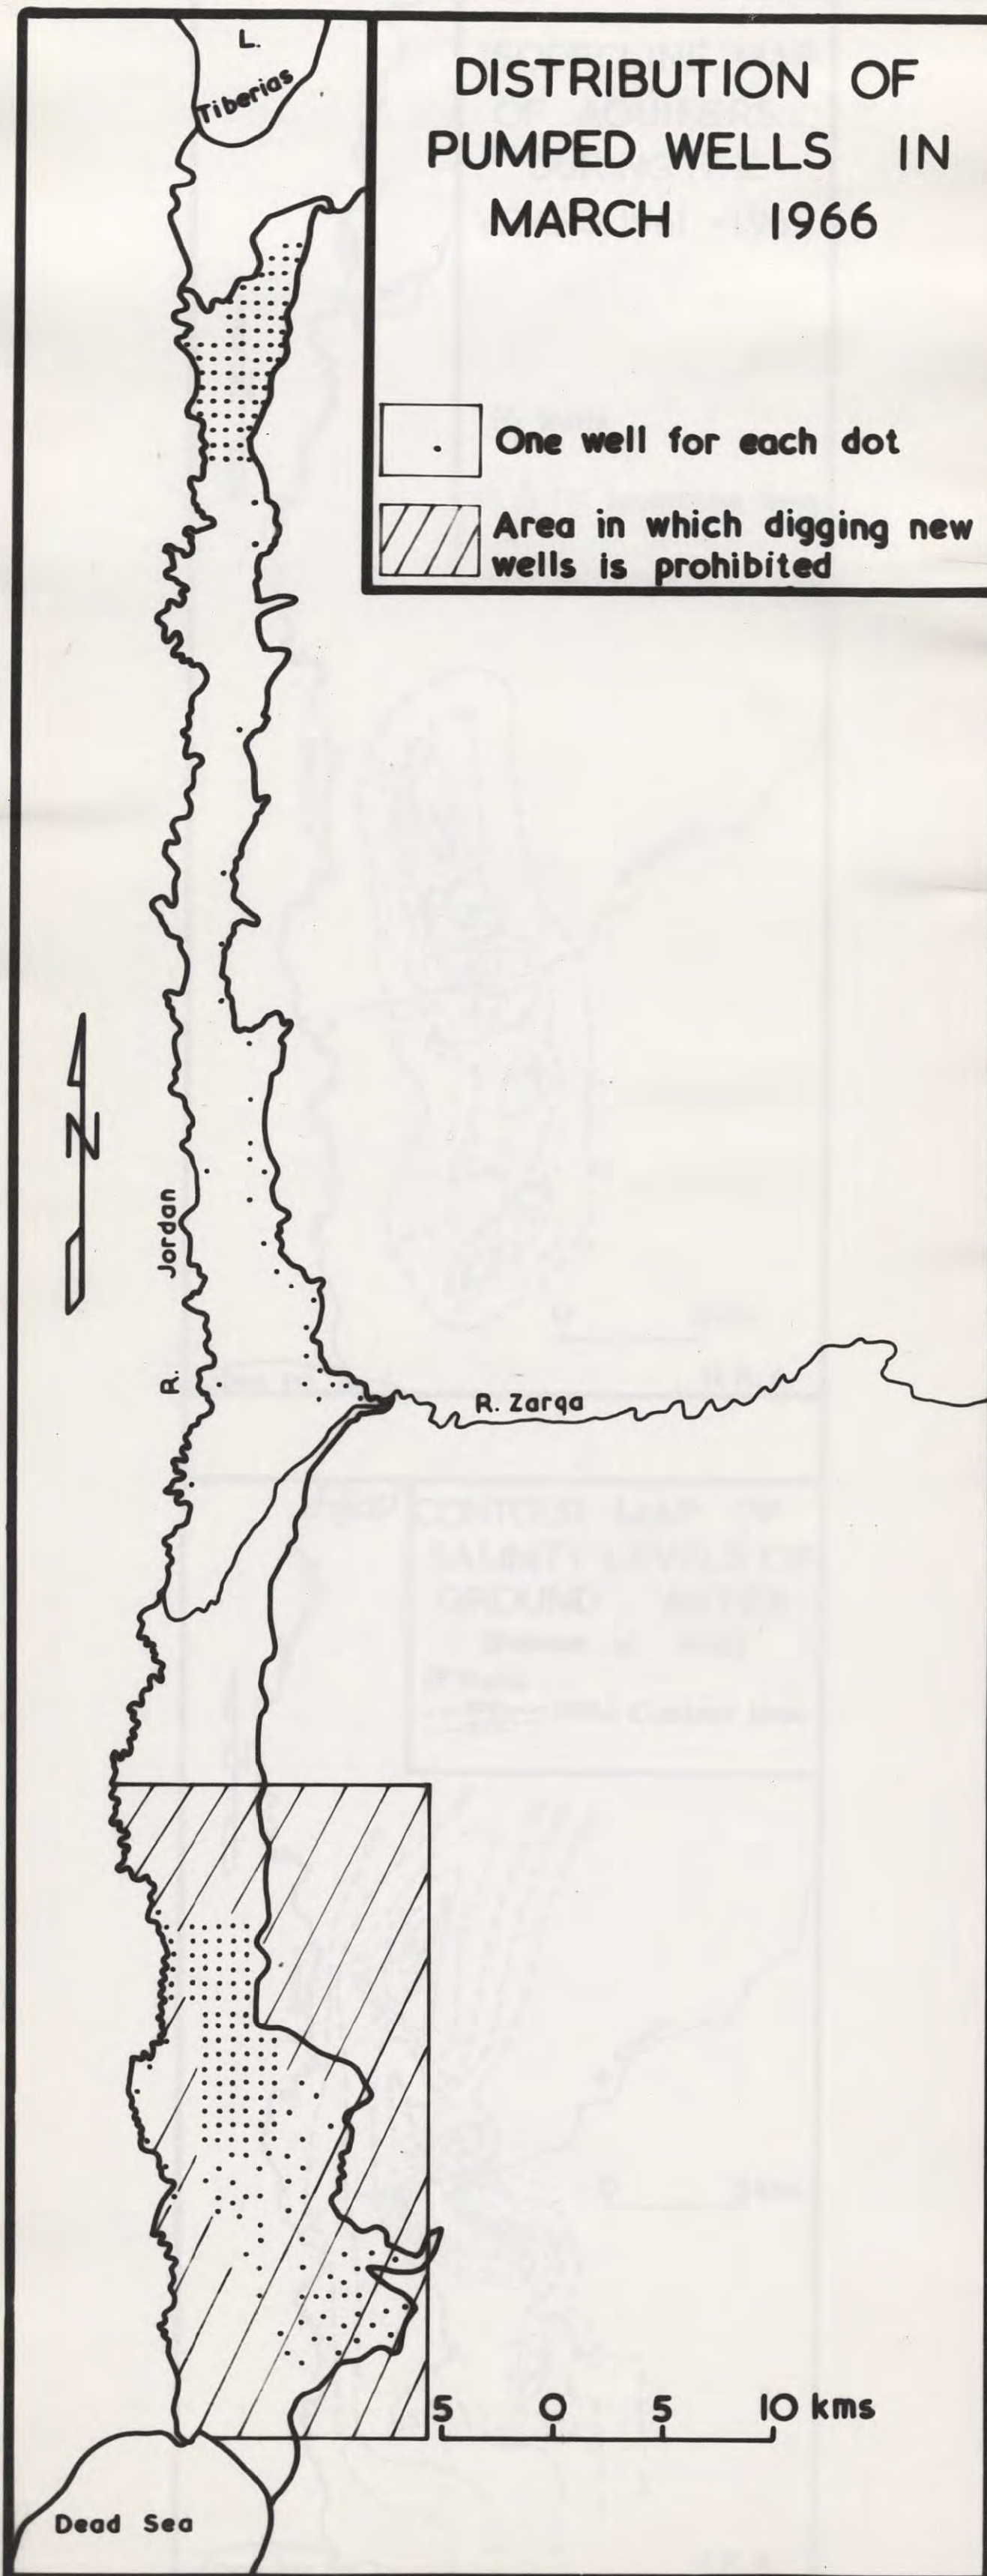 L.
Tiberias
DISTRIBUTION OF
PUMPED WELLS IN
MARCH 1966
One well for each dot
Area in which digging new
wells is prohibited
N
R. Jordan
R. Zarqa
5 0 5 10 kms
Dead Sea